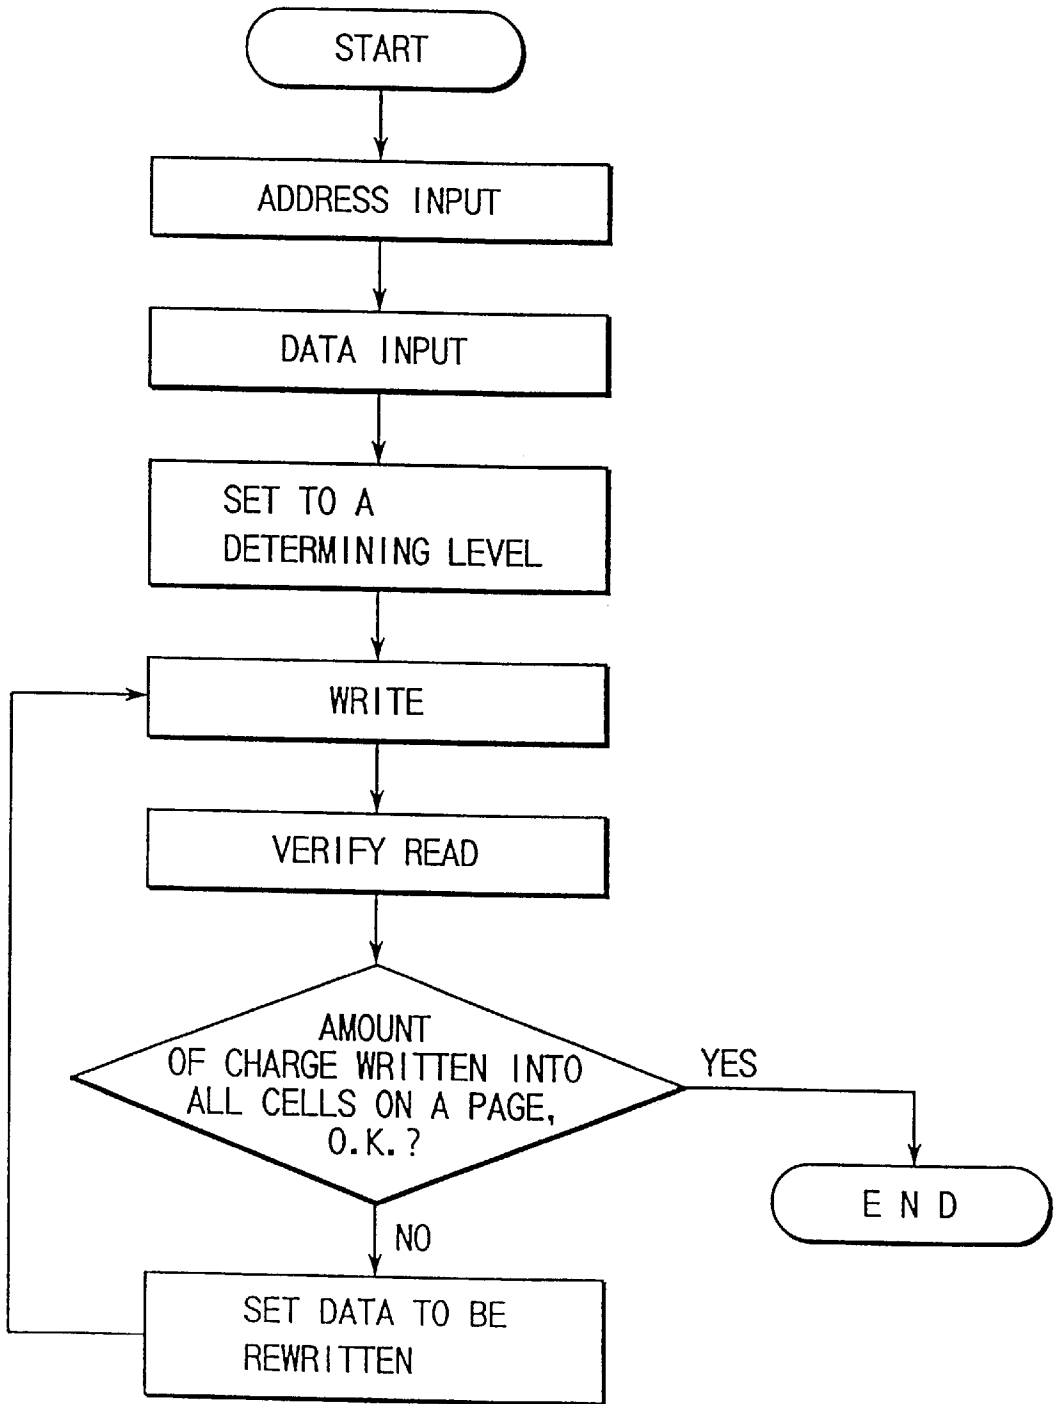 START
ADDRESS INPUT
DATA INPUT
SET TO A
DETERMINING LEVEL
WRITE
VERIFY READ
AMOUNT
OF CHARGE WRITTEN INTO
ALL CELLS ON A PAGE,
O.K.?
YES
END
NO
SET DATA TO BE
REWRITTEN